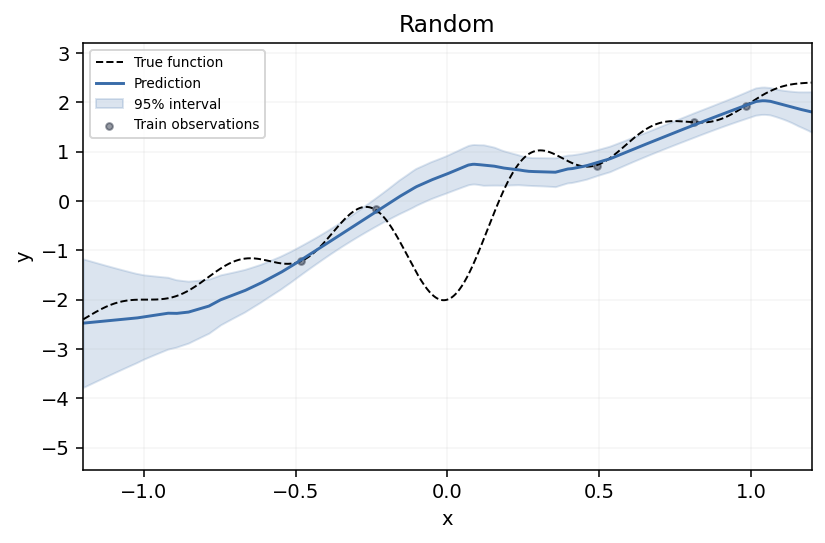 Random
3
2
1
0
−1
−2
−3
−4
−5
y
True function
Prediction
95% interval
Train observations
−1.0
−0.5
0.0
0.5
1.0
x